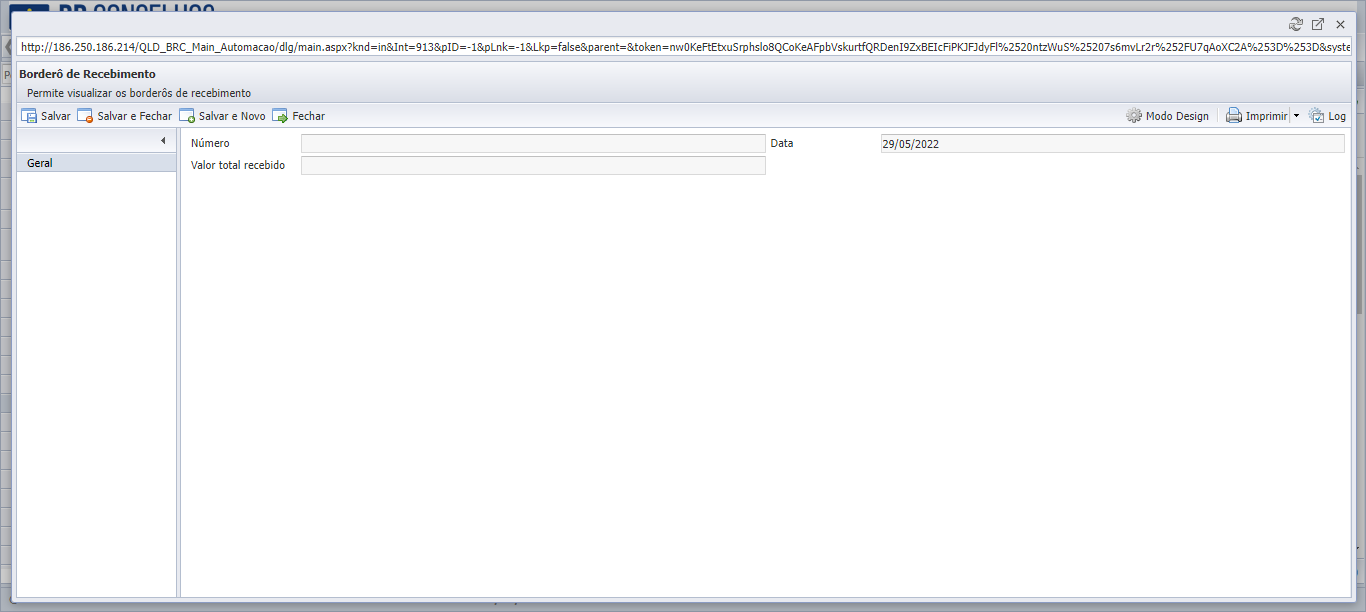 http://186.250.186.214/QLD_BRC_Main_Automacao/dlg/main.aspx?knd=in&Int=913&pID=-1&pLnk=-1&Lkp=false&parent=&token=nw0KeFtEtxuSrphslo8QCoKeAFpbVskurtfQRDenI9ZxBEIcFiPKJFJdyFl%2520ntzWuS%25207s6mvLr2r%252FU7qAoXC2A%253D%253D&syste
Borderô de Recebimento
Permite visualizar os borderôs de recebimento
Salvar Salvar e Fechar Salvar e Novo Fechar Modo Design Imprimir Log
Geral
Número Data 29/05/2022
Valor total recebido